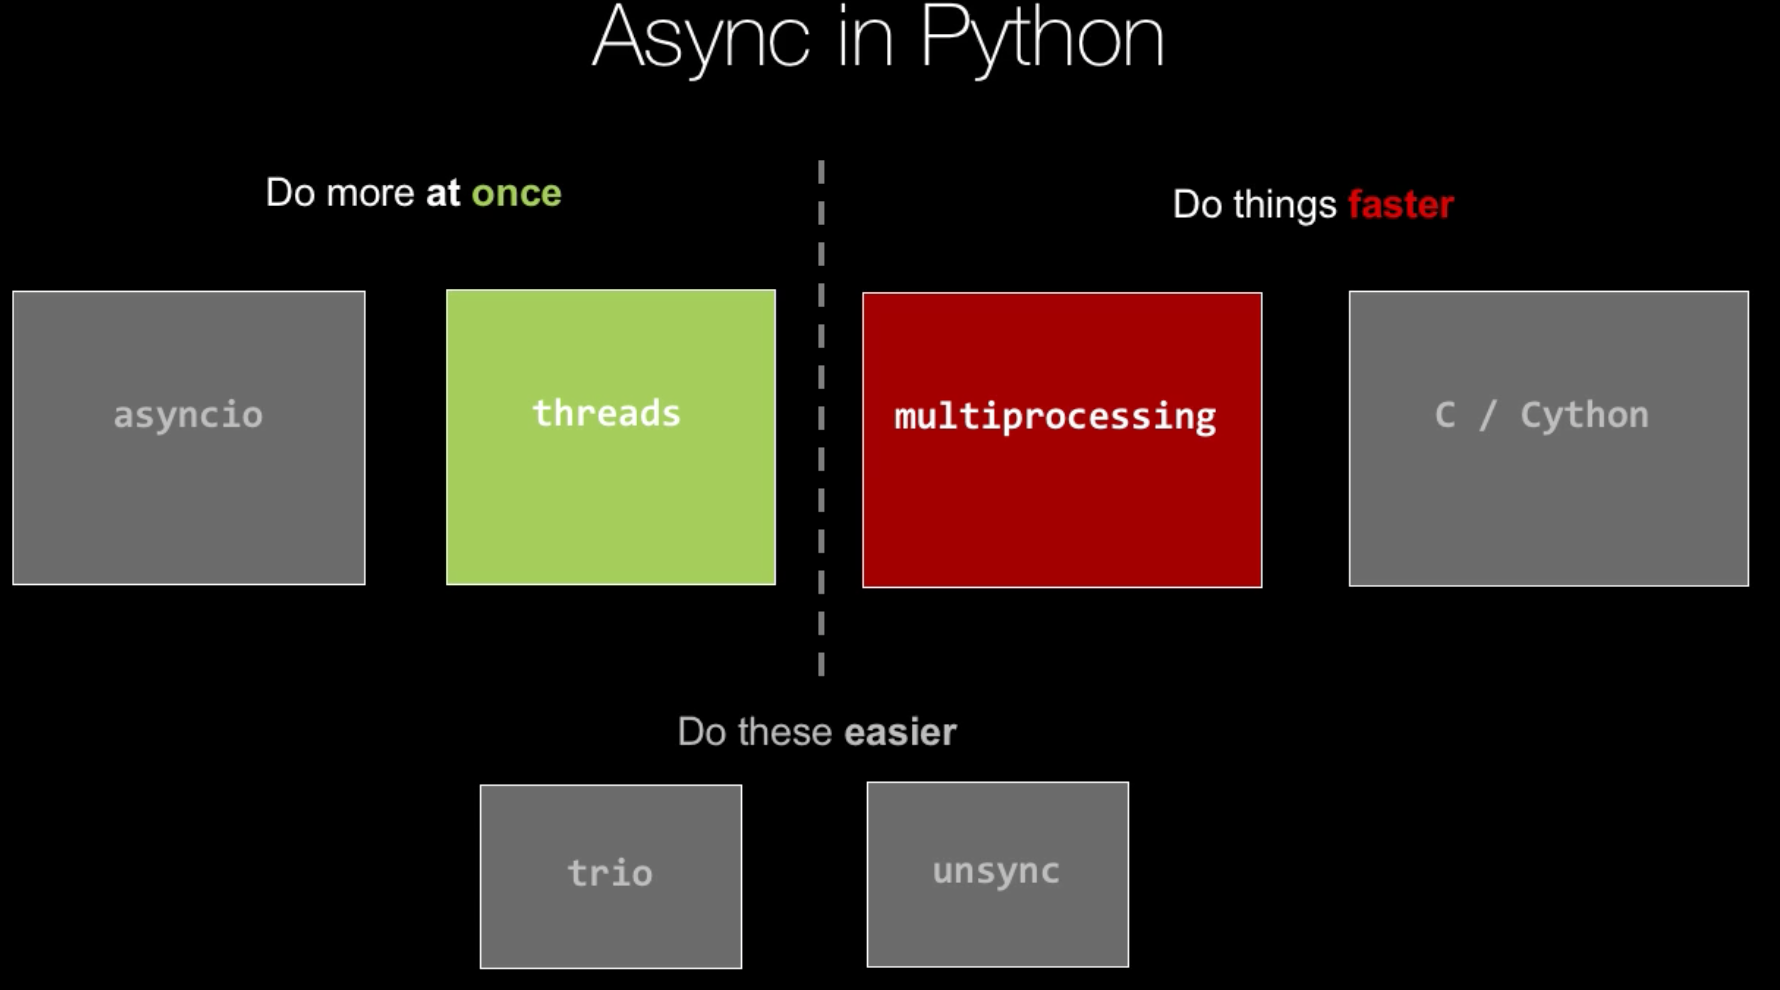 Async in Python
Do more at once
Do things faster
asyncio
threads
multiprocessing
C / Cython
Do these easier
trio
unsync